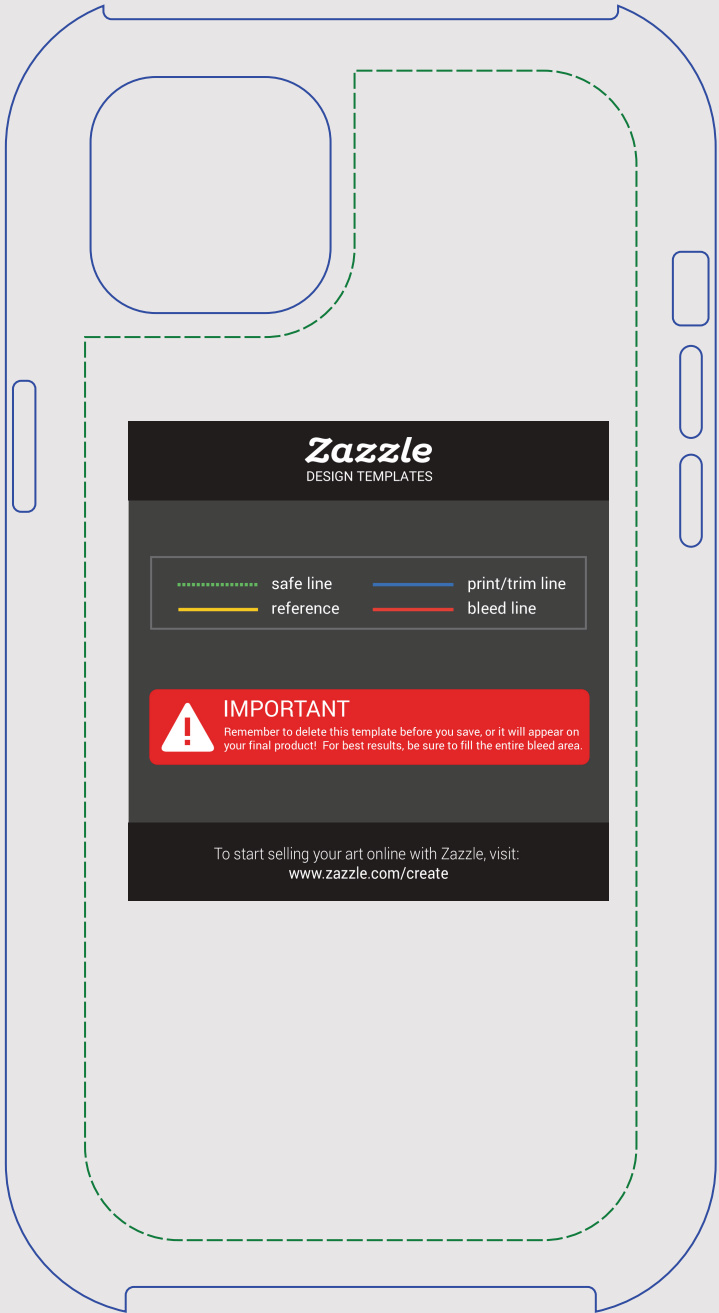 Zazzle
DESIGN TEMPLATES
safe line print/trim line
reference bleed line
IMPORTANT
Remember to delete this template before you save, or it will appear on
your final product! For best results, be sure to fill the entire bleed area.
To start selling your art online with Zazzle, visit:
www.zazzle.com/create